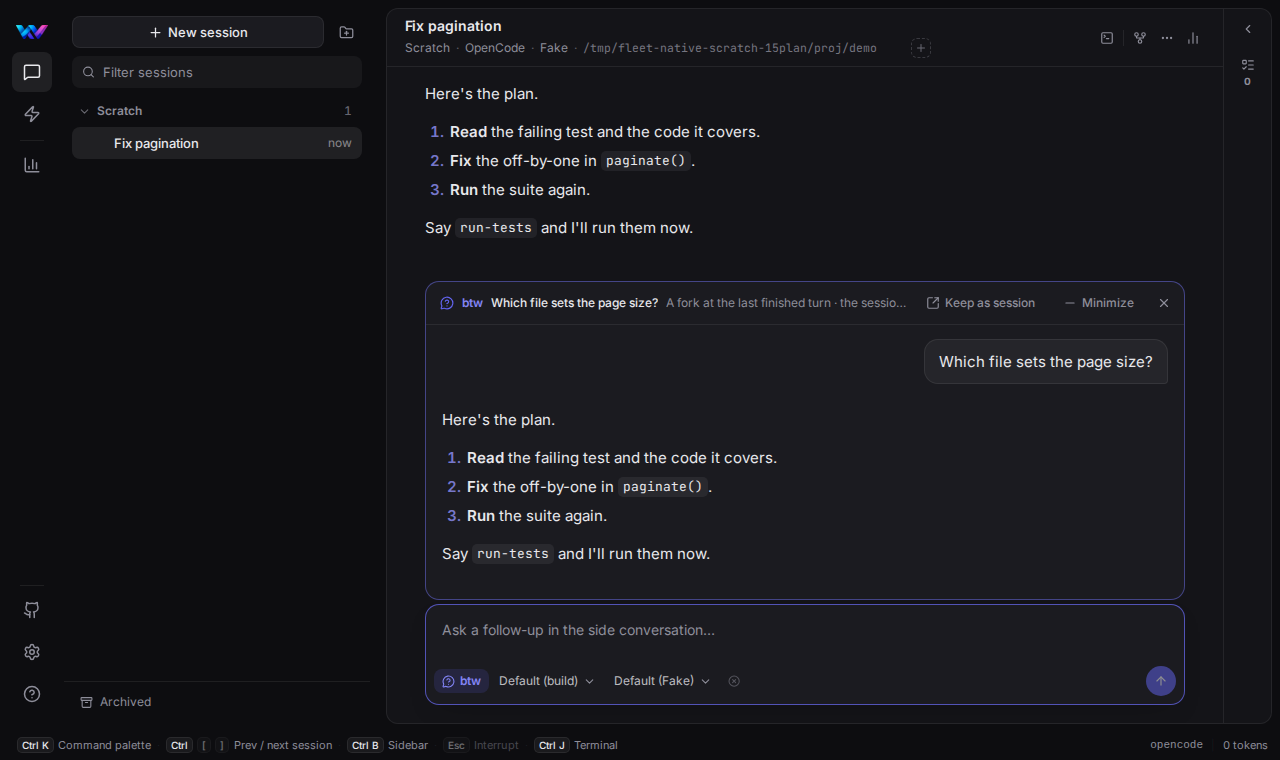 New session
Filter sessions
Scratch 1
Fix pagination now
Archived
Fix pagination
Scratch · OpenCode · Fake · /tmp/fleet-native-scratch-15plan/proj/demo
0
Here's the plan.
1. Read the failing test and the code it covers.
2. Fix the off-by-one in paginate().
3. Run the suite again.
Say run-tests and I'll run them now.
btw Which file sets the page size? A fork at the last finished turn · the sessio... Keep as session Minimize
Which file sets the page size?
Here's the plan.
1. Read the failing test and the code it covers.
2. Fix the off-by-one in paginate().
3. Run the suite again.
Say run-tests and I'll run them now.
Ask a follow-up in the side conversation...
btw Default (build) Default (Fake)
Ctrl K Command palette Ctrl [ ] Prev / next session Ctrl B Sidebar Esc Interrupt Ctrl J Terminal opencode 0 tokens